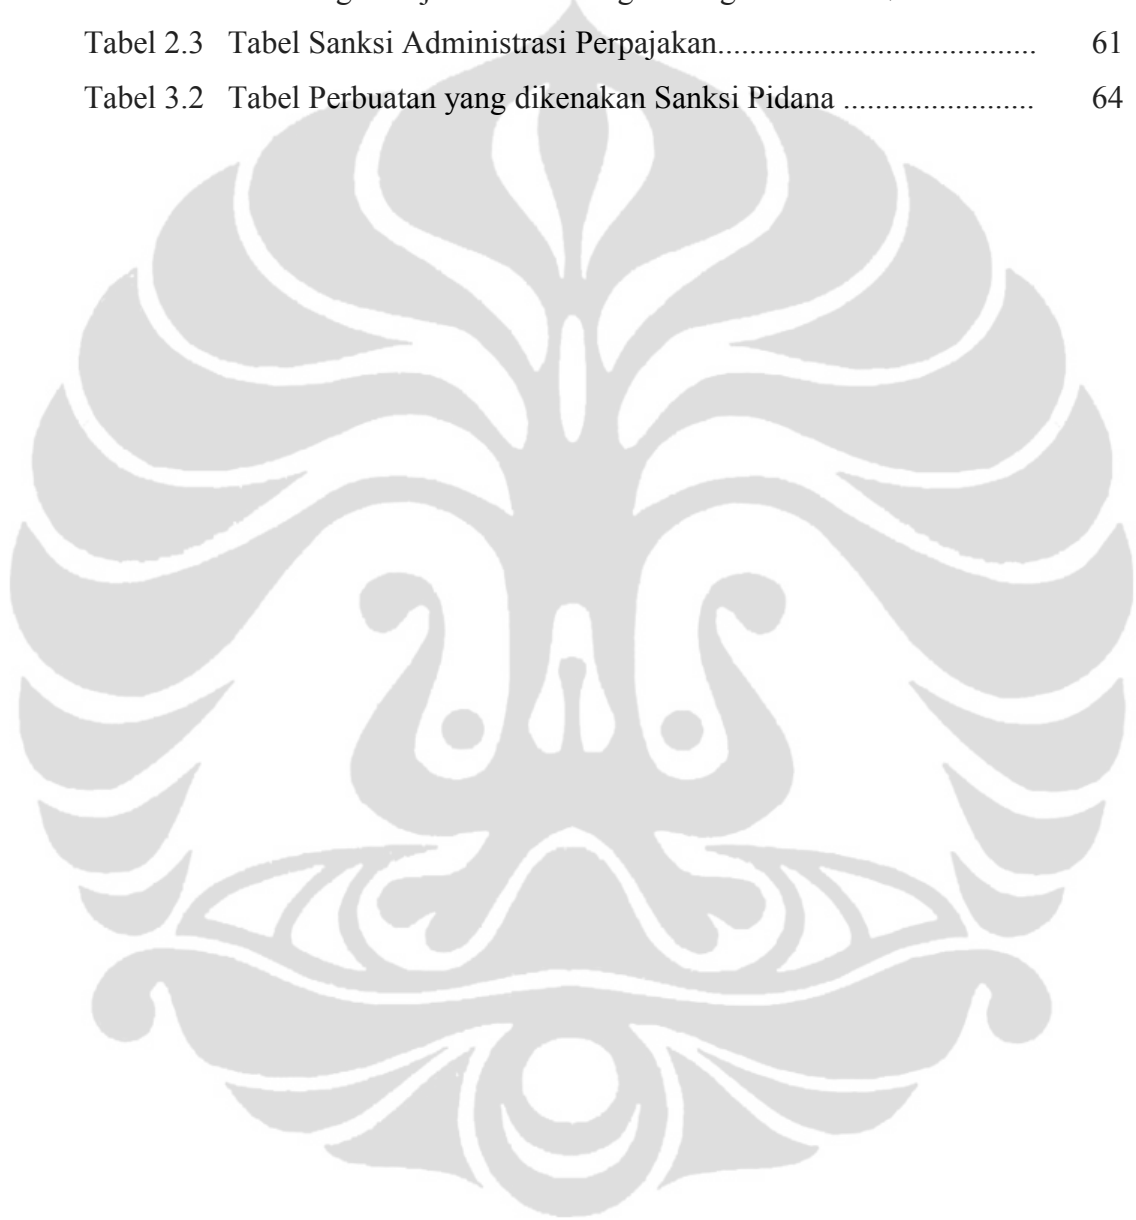 Tabel 2.3 Tabel Sanksi Administrasi Perpajakan........................................ 61
Tabel 3.2 Tabel Perbuatan yang dikenakan Sanksi Pidana ........................ 64